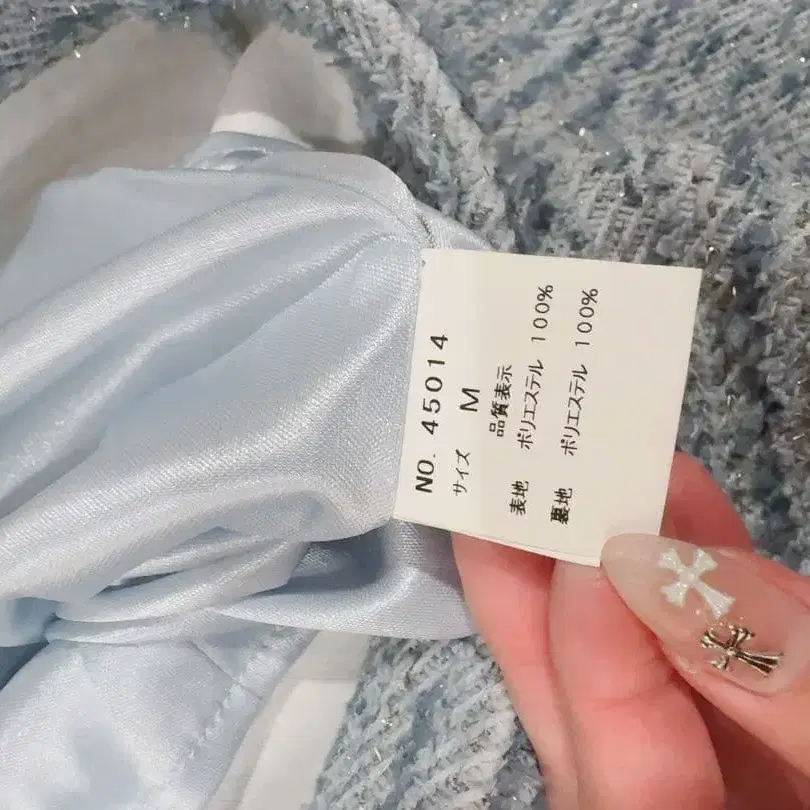 NO. 45014
サイズ M
品質表示
表地 ポリエステル 100%
裏地 ポリエステル 100%